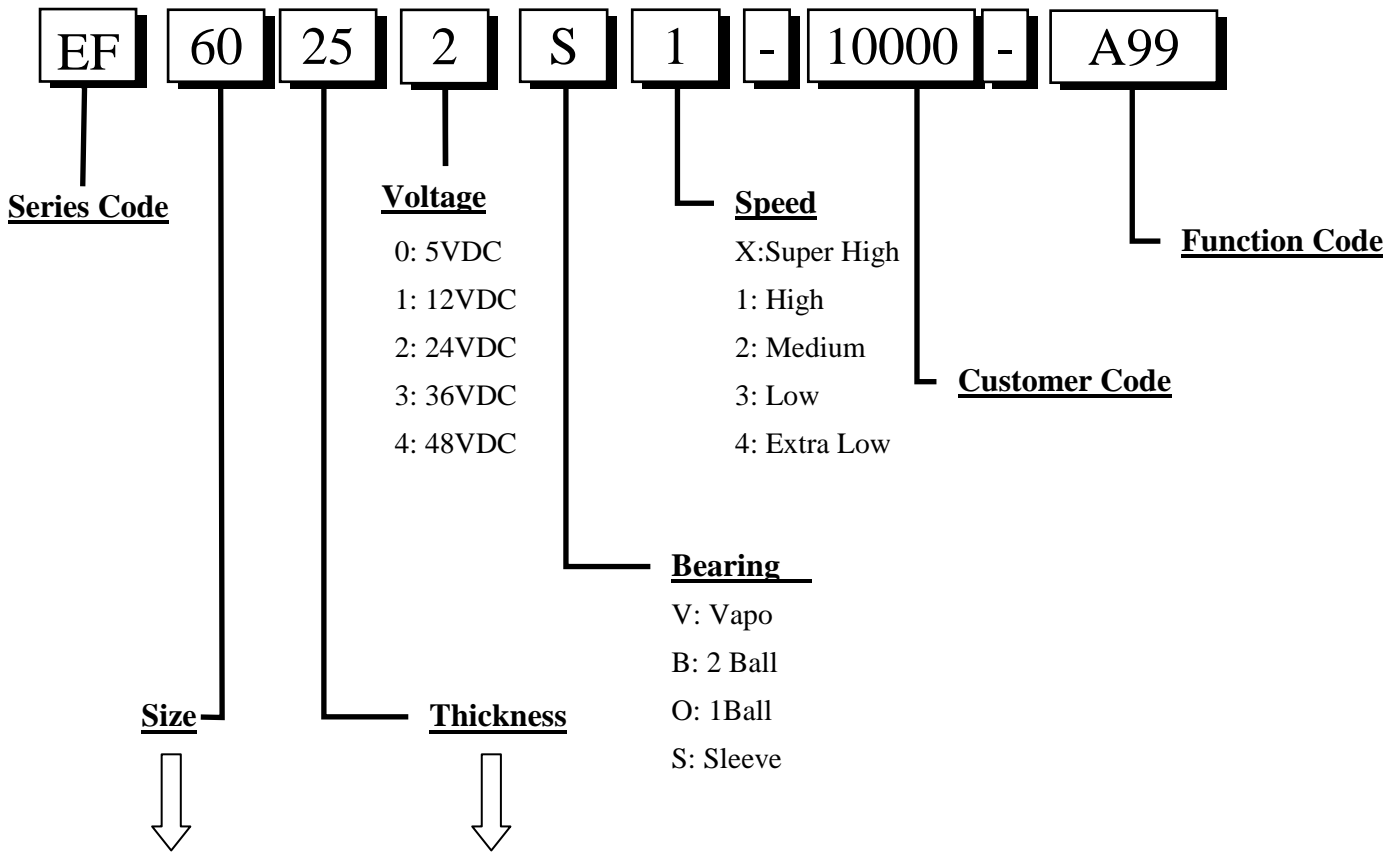 EF 60 25 2 S 1 - 10000 - A99
Series Code
Voltage
0: 5VDC
1: 12VDC
2: 24VDC
3: 36VDC
4: 48VDC
Speed
X:Super High
1: High
2: Medium
3: Low
4: Extra Low
Function Code
Customer Code
Bearing
V: Vapo
B: 2 Ball
O: 1Ball
S: Sleeve
Size
Thickness